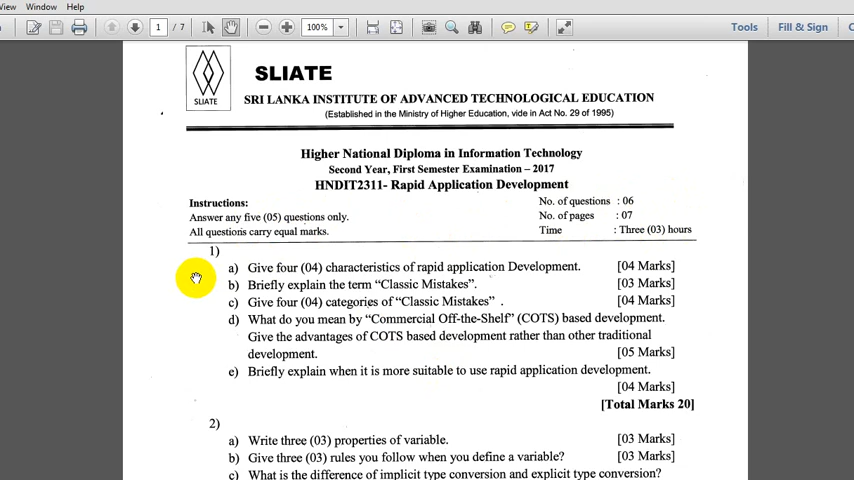 View Window Help
1 / 7 100% Tools Fill & Sign
SLIATE
SLIATE
SRI LANKA INSTITUTE OF ADVANCED TECHNOLOGICAL EDUCATION
(Established in the Ministry of Higher Education, vide in Act No. 29 of 1995)
Higher National Diploma in Information Technology
Second Year, First Semester Examination – 2017
HNDIT2311- Rapid Application Development
Instructions: No. of questions : 06
Answer any five (05) questions only. No. of pages : 07
All questions carry equal marks. Time : Three (03) hours
1)
a) Give four (04) characteristics of rapid application Development. [04 Marks]
b) Briefly explain the term “Classic Mistakes”. [03 Marks]
c) Give four (04) categories of “Classic Mistakes” . [04 Marks]
d) What do you mean by “Commercial Off-the-Shelf” (COTS) based development.
Give the advantages of COTS based development rather than other traditional
development. [05 Marks]
e) Briefly explain when it is more suitable to use rapid application development.
[04 Marks]
[Total Marks 20]
2)
a) Write three (03) properties of variable. [03 Marks]
b) Give three (03) rules you follow when you define a variable? [03 Marks]
c) What is the difference of implicit type conversion and explicit type conversion?